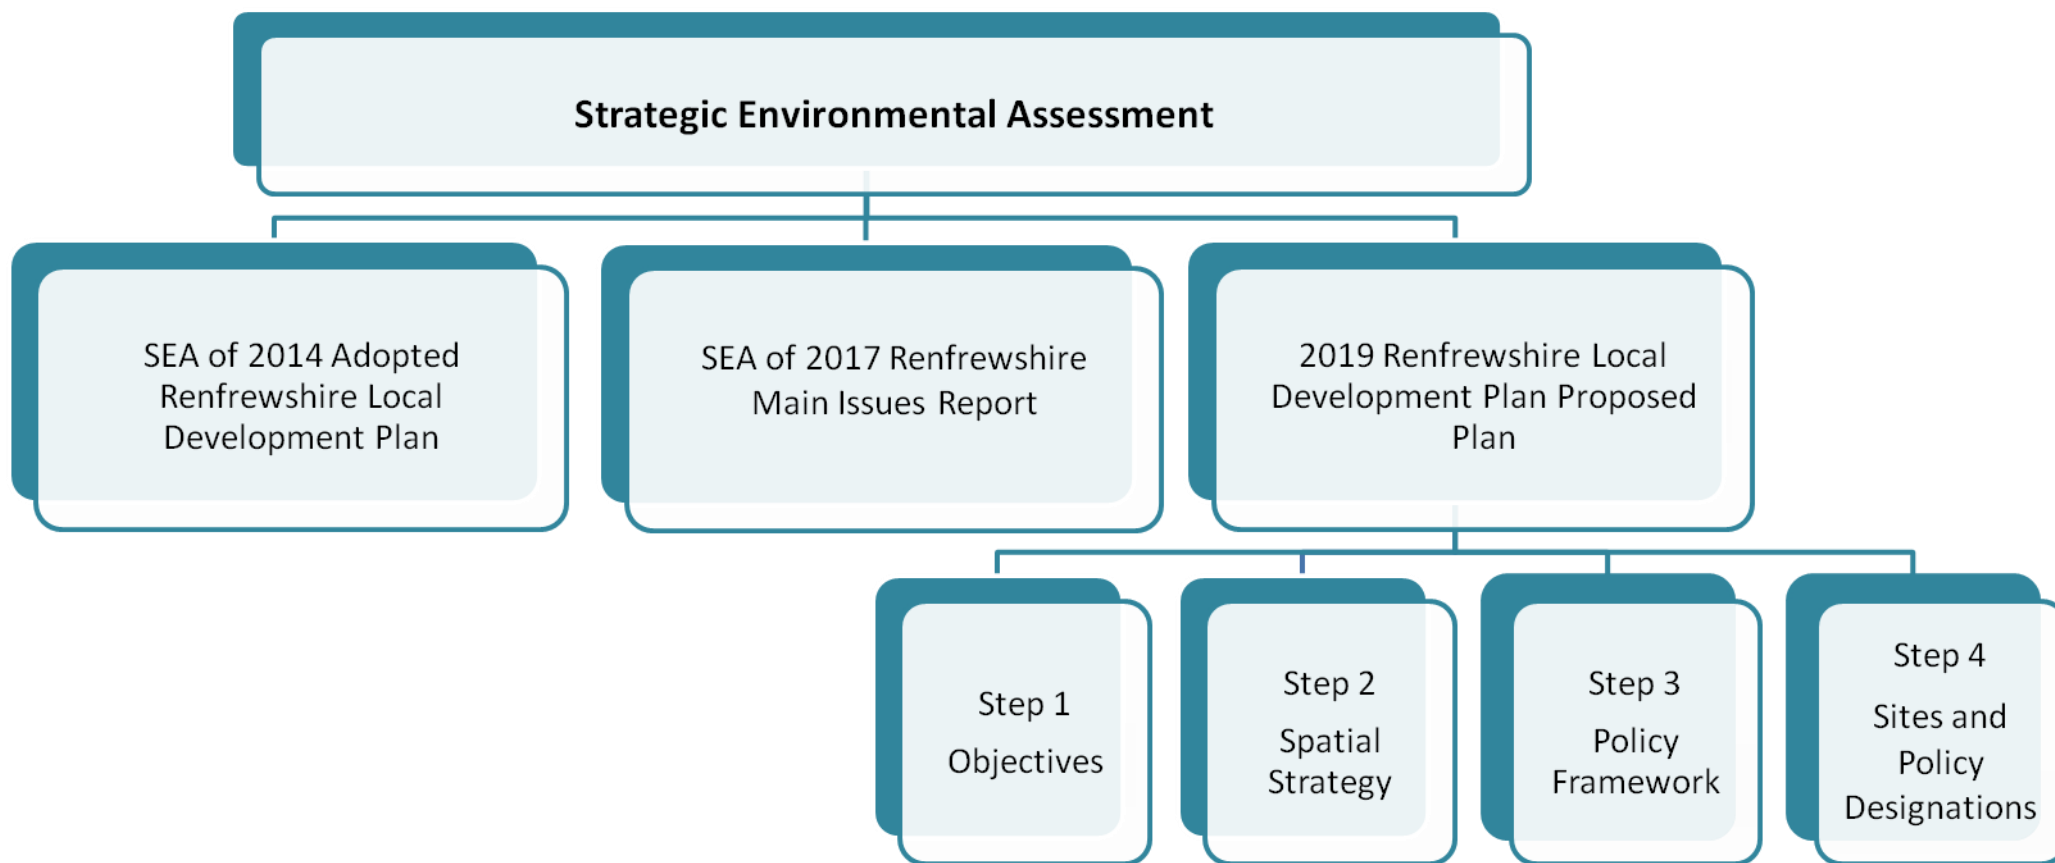 Strategic Environmental Assessment
SEA of 2014 Adopted
Renfrewshire Local
Development Plan
SEA of 2017 Renfrewshire
Main Issues Report
2019 Renfrewshire Local
Development Plan Proposed
Plan
Step 1
Objectives
Step 2
Spatial
Strategy
Step 3
Policy
Framework
Step 4
Sites and
Policy
Designations